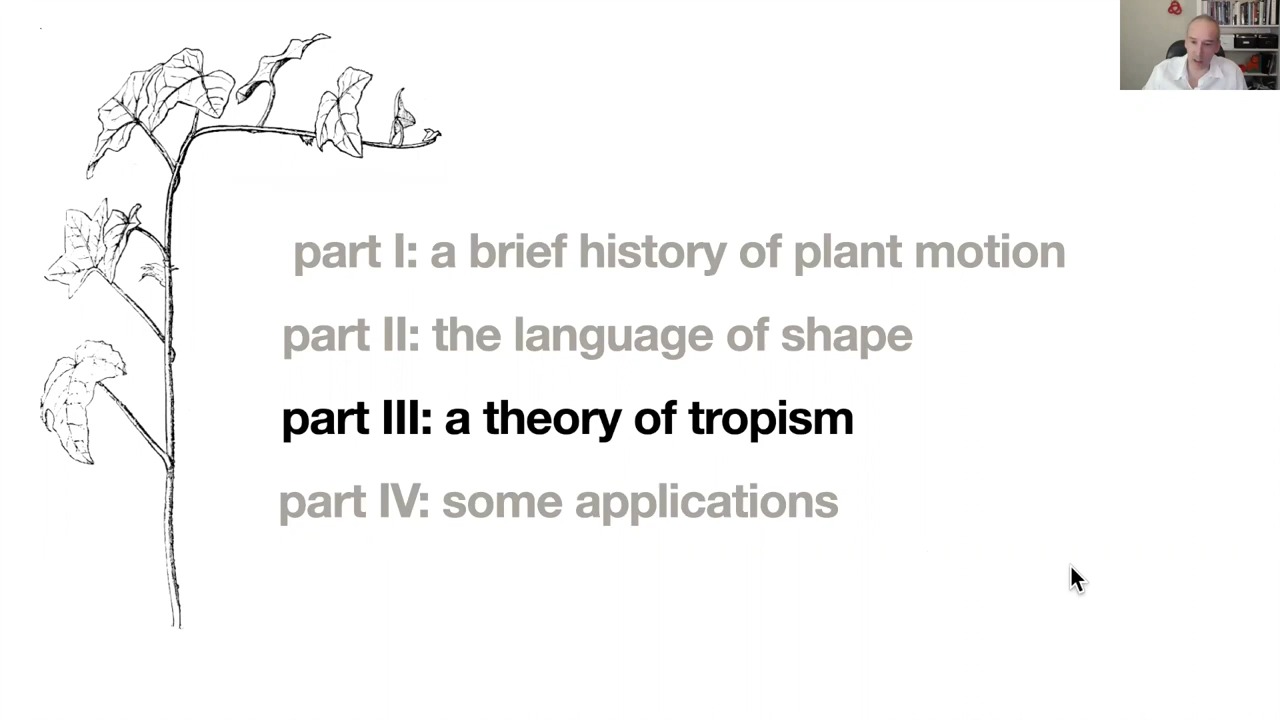 part I: a brief history of plant motion
part II: the language of shape
part III: a theory of tropism
part IV: some applications